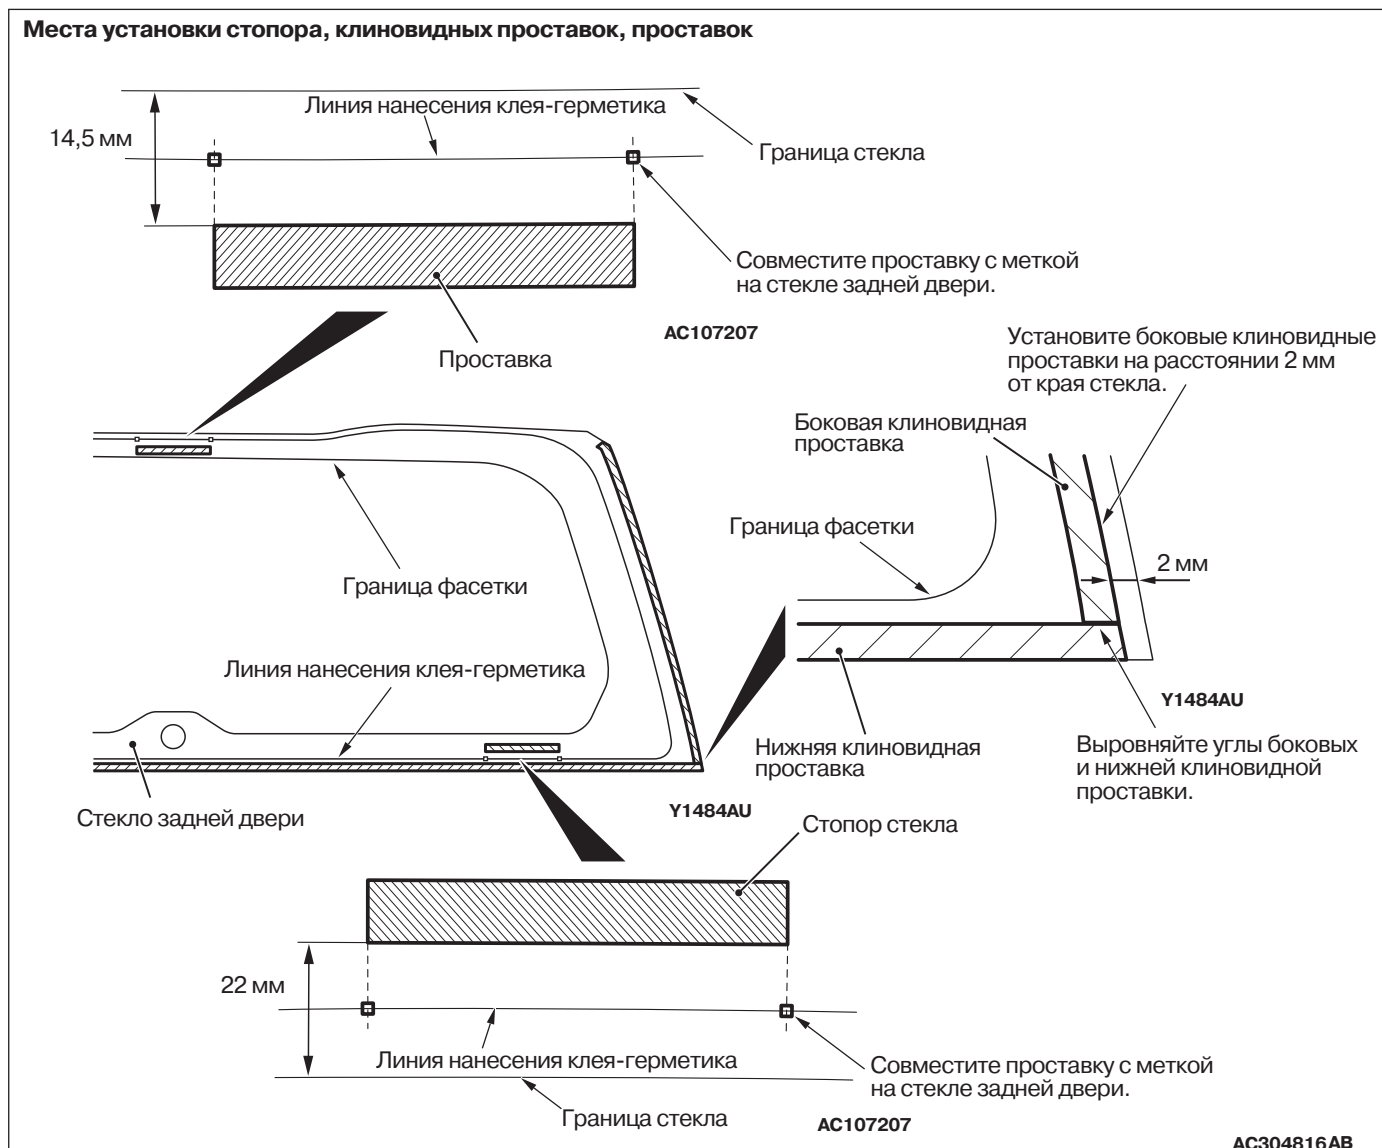 Места установки стопора, клиновидных проставок, проставок
Линия нанесения клея-герметика
14,5 мм
Граница стекла
Совместите проставку с меткой
на стекле задней двери.
AC107207
Проставка
Установите боковые клиновидные
проставки на расстоянии 2 мм
от края стекла.
Боковая клиновидная
проставка
Граница фасетки
2 мм
Граница фасетки
Линия нанесения клея-герметика
Y1484AU
Нижняя клиновидная
проставка
Выровняйте углы боковых
и нижней клиновидной
проставки.
Стекло задней двери
Y1484AU
Стопор стекла
22 мм
Линия нанесения клея-герметика
Совместите проставку с меткой
на стекле задней двери.
Граница стекла
AC107207
AC304816AB